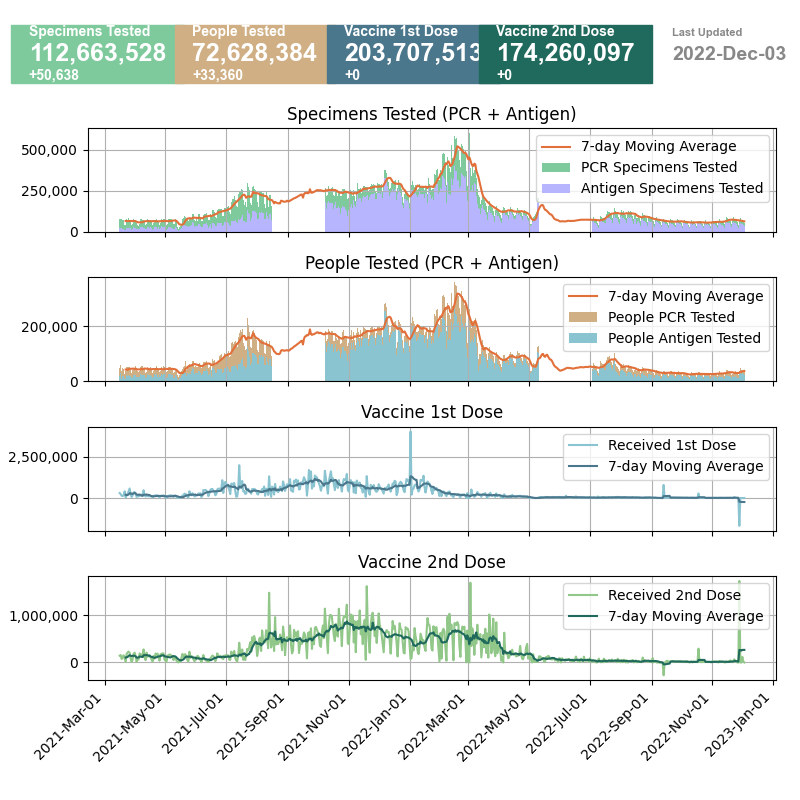 Specimens Tested
112,663,528
+50,638
People Tested
72,628,384
+33,360
Vaccine 1st Dose
203,707,513
+0
Vaccine 2nd Dose
174,260,097
+0
Last Updated
2022-Dec-03
Specimens Tested (PCR + Antigen)
500,000
250,000
0
7-day Moving Average
PCR Specimens Tested
Antigen Specimens Tested
People Tested (PCR + Antigen)
200,000
0
7-day Moving Average
People PCR Tested
People Antigen Tested
Vaccine 1st Dose
2,500,000
0
Received 1st Dose
7-day Moving Average
Vaccine 2nd Dose
1,000,000
0
Received 2nd Dose
7-day Moving Average
2021-Mar-01
2021-May-01
2021-Jul-01
2021-Sep-01
2021-Nov-01
2022-Jan-01
2022-Mar-01
2022-May-01
2022-Jul-01
2022-Sep-01
2022-Nov-01
2023-Jan-01